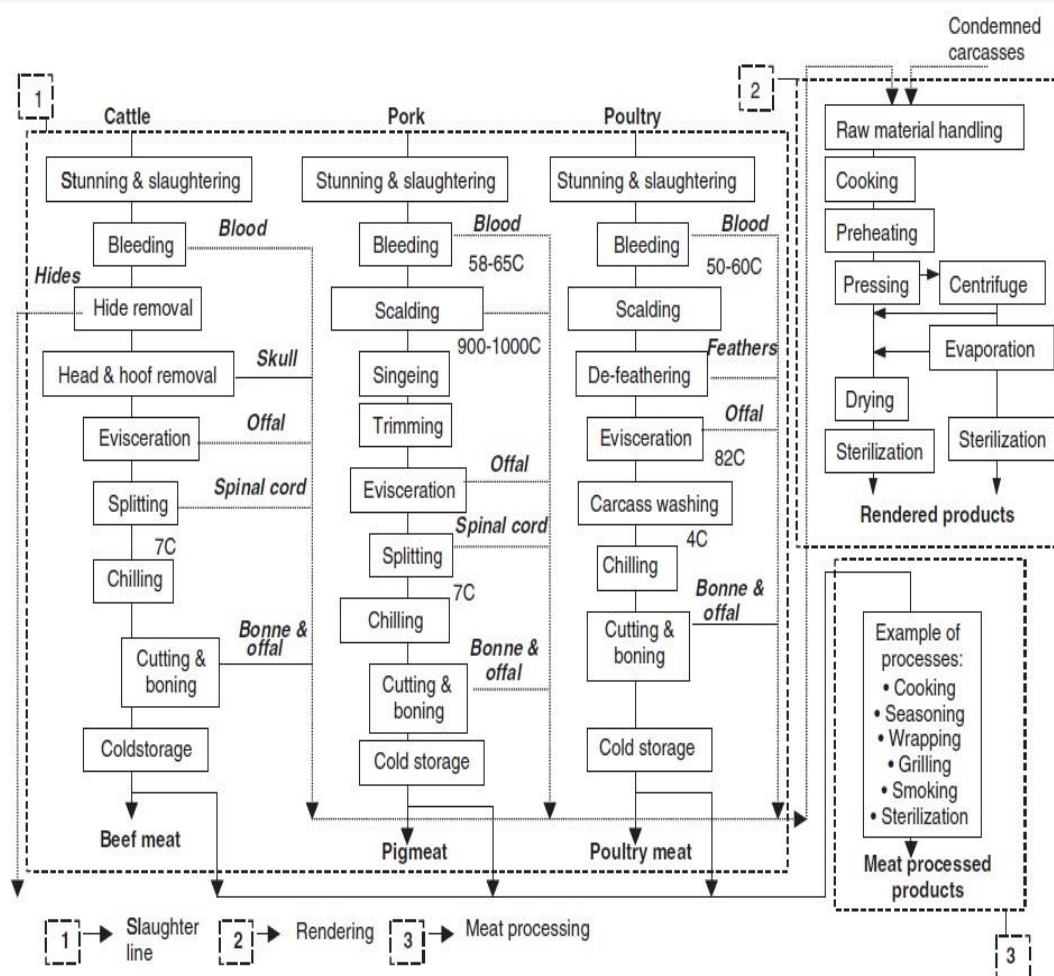 Condemned
carcasses
1
2
Cattle
Pork
Poultry
Stunning & slaughtering
Bleeding
Blood
Hides
Hide removal
Head & hoof removal
Skull
Evisceration
Offal
Splitting
Spinal cord
7C
Chilling
Bonne &
offal
Cutting &
boning
Coldstorage
Beef meat
Stunning & slaughtering
Bleeding
Blood
58-65C
Scalding
900-1000C
Singeing
Trimming
Offal
Evisceration
Spinal cord
Splitting
7C
Chilling
Bonne &
offal
Cutting &
boning
Cold storage
Pigmeat
Stunning & slaughtering
Bleeding
Blood
50-60C
Scalding
Feathers
De-feathering
Offal
Evisceration
82C
Carcass washing
4C
Chilling
Bonne &
offal
Cutting &
boning
Cold storage
Poultry meat
Raw material handling
Cooking
Preheating
Pressing
Centrifuge
Evaporation
Drying
Sterilization
Sterilization
Rendered products
Example of
processes:
• Cooking
• Seasoning
• Wrapping
• Grilling
• Smoking
• Sterilization
Meat processed
products
1
Slaughter
line
2
Rendering
3
Meat processing
3